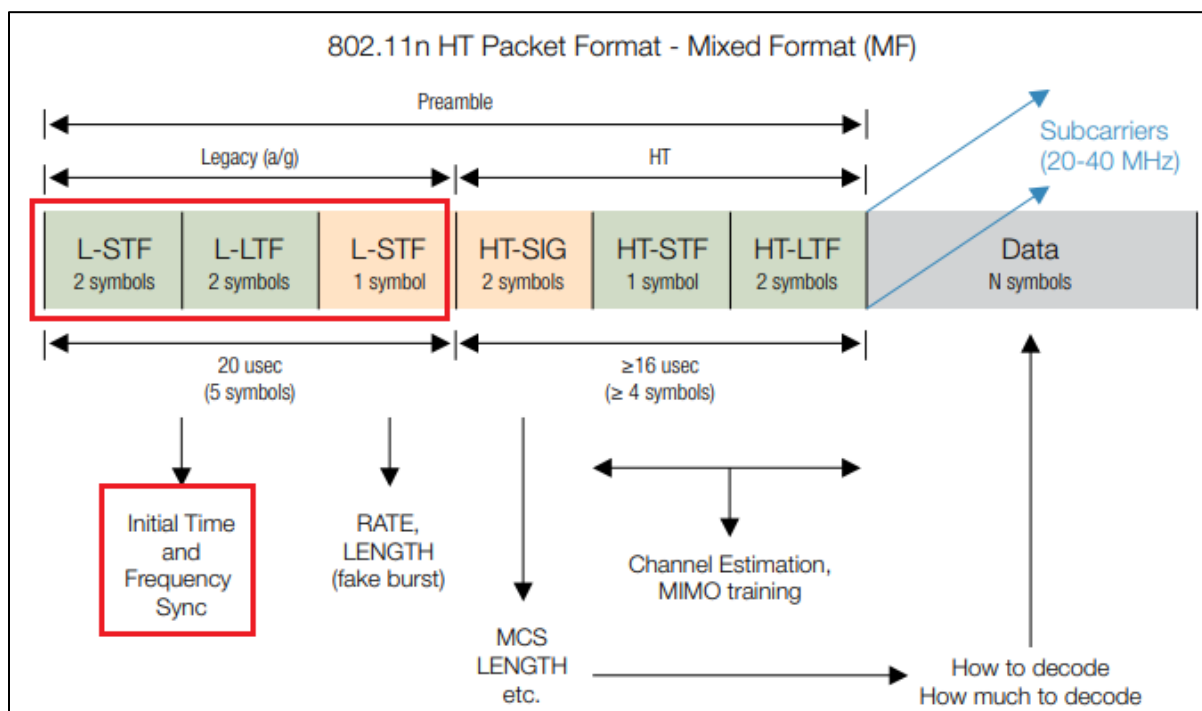 802.11n HT Packet Format - Mixed Format (MF)
Preamble
Subcarriers
(20-40 MHz)
Legacy (a/g)
HT
L-STF
2 symbols
L-LTF
2 symbols
L-STF
1 symbol
HT-SIG
2 symbols
HT-STF
1 symbol
HT-LTF
2 symbols
Data
N symbols
20 usec
(5 symbols)
≥16 usec
(≥ 4 symbols)
Initial Time
and
Frequency
Sync
RATE,
LENGTH
(fake burst)
Channel Estimation,
MIMO training
MCS
LENGTH
etc.
How to decode
How much to decode